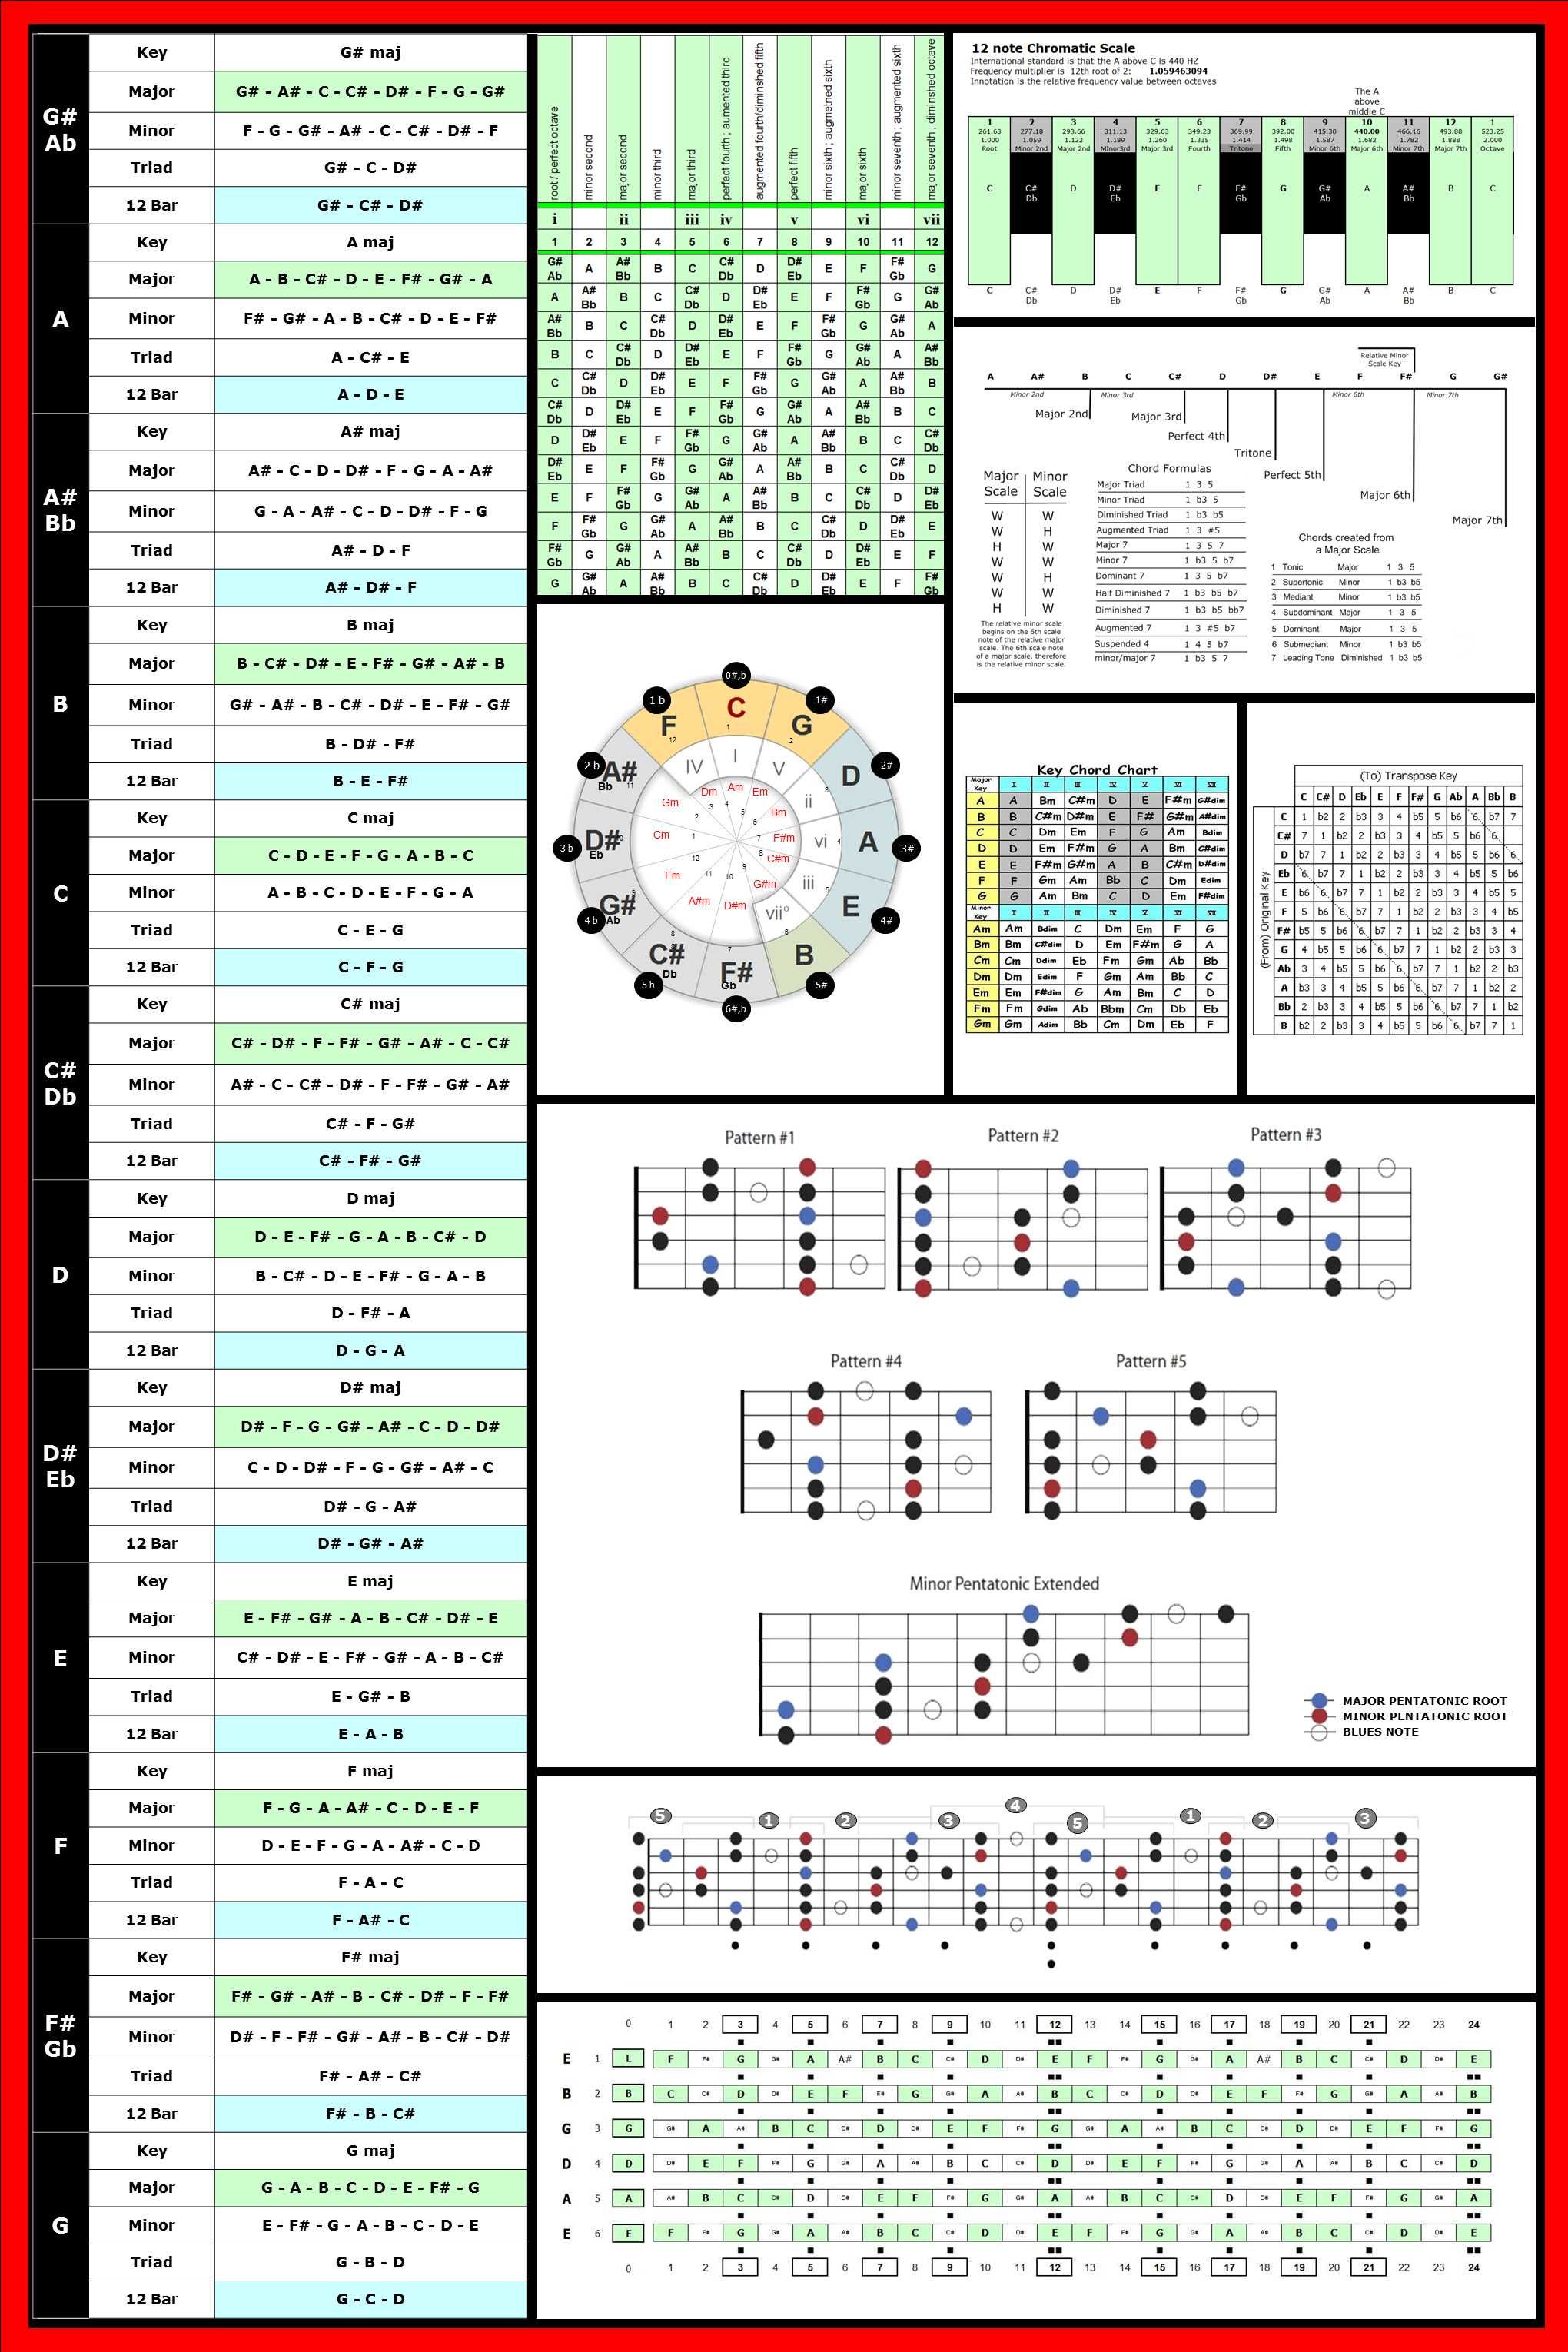 G#
Ab
Key G# maj
Major G# - A# - C - C# - D# - F - G - G#
Minor F - G - G# - A# - C - C# - D# - F
Triad G# - C - D#
12 Bar G# - C# - D#
A
Key A maj
Major A - B - C# - D - E - F# - G# - A
Minor F# - G# - A - B - C# - D - E - F#
Triad A - C# - E
12 Bar A - D - E
A#
Bb
Key A# maj
Major A# - C - D - D# - F - G - A - A#
Minor G - A - A# - C - D - D# - F - G
Triad A# - D - F
12 Bar A# - D# - F
B
Key B maj
Major B - C# - D# - E - F# - G# - A# - B
Minor G# - A# - B - C# - D# - E - F# - G#
Triad B - D# - F#
12 Bar B - E - F#
C
Key C maj
Major C - D - E - F - G - A - B - C
Minor A - B - C - D - E - F - G - A
Triad C - E - G
12 Bar C - F - G
C#
Db
Key C# maj
Major C# - D# - F - F# - G# - A# - C - C#
Minor A# - C - C# - D# - F - F# - G# - A#
Triad C# - F - G#
12 Bar C# - F# - G#
D
Key D maj
Major D - E - F# - G - A - B - C# - D
Minor B - C# - D - E - F# - G - A - B
Triad D - F# - A
12 Bar D - G - A
D#
Eb
Key D# maj
Major D# - F - G - G# - A# - C - D - D#
Minor C - D - D# - F - G - G# - A# - C
Triad D# - G - A#
12 Bar D# - G# - A#
E
Key E maj
Major E - F# - G# - A - B - C# - D# - E
Minor C# - D# - E - F# - G# - A - B - C#
Triad E - G# - B
12 Bar E - A - B
F
Key F maj
Major F - G - A - A# - C - D - E - F
Minor D - E - F - G - A - A# - C - D
Triad F - A - C
12 Bar F - A# - C
F#
Gb
Key F# maj
Major F# - G# - A# - B - C# - D# - F - F#
Minor D# - F - F# - G# - A# - B - C# - D#
Triad F# - A# - C#
12 Bar F# - B - C#
G
Key G maj
Major G - A - B - C - D - E - F# - G
Minor E - F# - G - A - B - C - D - E
Triad G - B - D
12 Bar G - C - D
root / perfect octave
minor second
major second
minor third
major third
perfect fourth ; aumented third
augmented fourth/diminshed fifth
perfect fifth
minor sixth ; augmetned sixth
major sixth
minor seventh ; augmented sixth
major seventh ; diminshed octave
i ii iii iv v vi vii
1 2 3 4 5 6 7 8 9 10 11 12
G# Ab A A# Bb B C C# Db D D# Eb E F F# Gb G
A A# Bb B C C# Db D D# Eb E F F# Gb G G# Ab
A# Bb B C C# Db D D# Eb E F F# Gb G G# Ab A
B C C# Db D D# Eb E F F# Gb G G# Ab A A# Bb
C C# Db D D# Eb E F F# Gb G G# Ab A A# Bb B
C# Db D D# Eb E F F# Gb G G# Ab A A# Bb B C
D D# Eb E F F# Gb G G# Ab A A# Bb B C C# Db
D# Eb E F F# Gb G G# Ab A A# Bb B C C# Db D
E F F# Gb G G# Ab A A# Bb B C C# Db D D# Eb
F F# Gb G G# Ab A A# Bb B C C# Db D D# Eb E
F# Gb G G# Ab A A# Bb B C C# Db D D# Eb E F
G G# Ab A A# Bb B C C# Db D D# Eb E F F# Gb
12 note Chromatic Scale
International standard is that the A above C is 440 HZ
Frequency multiplier is 12th root of 2: 1.059463094
Innotation is the relative frequency value between octaves
The A
above
middle C
1 2 3 4 5 6 7 8 9 10 11 12 1
261.63 277.18 293.66 311.13 329.63 349.23 369.99 392.00 415.30 440.00 466.16 493.88 523.25
1.000 1.059 1.122 1.189 1.260 1.335 1.414 1.498 1.587 1.682 1.782 1.888 2.000
Root Minor 2nd Major 2nd MInor3rd Major 3rd Fourth Tritone Fifth Minor 6th Major 6th Minor 7th Major 7th Octave
C C# Db D D# Eb E F F# Gb G G# Ab A A# Bb B C
C C# Db D D# Eb E F F# Gb G G# Ab A A# Bb B C
Relative Minor
Scale Key
A A# B C C# D D# E F F# G G#
Minor 2nd Minor 3rd Minor 6th Minor 7th
Major 2nd
Major 3rd
Perfect 4th
Tritone
Perfect 5th
Major 6th
Major 7th
Major Scale Minor Scale
W W
W H
H W
W W
W H
W W
H W
The relative minor scale
begins on the 6th scale
note of the relative major
scale. The 6th scale note
of a major scale, therefore
is the relative minor scale.
Chord Formulas
Major Triad 1 3 5
Minor Triad 1 b3 5
Diminished Triad 1 b3 b5
Augmented Triad 1 3 #5
Major 7 1 3 5 7
Minor 7 1 b3 5 b7
Dominant 7 1 3 5 b7
Half Diminished 7 1 b3 b5 b7
Diminished 7 1 b3 b5 bb7
Augmented 7 1 3 #5 b7
Suspended 4 1 4 5 b7
minor/major 7 1 b3 5 7
Chords created from
a Major Scale
1 Tonic Major 1 3 5
2 Supertonic Minor 1 b3 b5
3 Mediant Minor 1 b3 b5
4 Subdominant Major 1 3 5
5 Dominant Major 1 3 5
6 Submediant Minor 1 b3 b5
7 Leading Tone Diminished 1 b3 b5
0#,b 1# 2# 3# 4# 5# 6#,b 5b 4b 3b 2b 1b
C G D A E B F# Gb C# Db G# Ab D# Eb A# Bb F
1 2 3 4 5 6 7 8 9 11 12
I V ii vi iii vii° IV
Am Em Bm F#m C#m G#m D#m A#m Fm Cm Gm Dm
4 5 6 7 8 9 10 11 12 1 2 3
Key Chord Chart
Major Key I II III IV V VI VII
A A Bm C#m D E F#m G#dim
B B C#m D#m E F# G#m A#dim
C C Dm Em F G Am Bdim
D D Em F#m G A Bm C#dim
E E F#m G#m A B C#m D#dim
F F Gm Am Bb C Dm Edim
G G Am Bm C D Em F#dim
Minor Key I II III IV V VI VII
Am Am Bdim C Dm Em F G
Bm Bm C#dim D Em F#m G A
Cm Cm Ddim Eb Fm Gm Ab Bb
Dm Dm Edim F Gm Am Bb C
Em Em F#dim G Am Bm C D
Fm Fm Gdim Ab Bbm Cm Db Eb
Gm Gm Adim Bb Cm Dm Eb F
(To) Transpose Key
(From) Original Key
C C# D Eb E F F# G Ab A Bb B
C 1 b2 2 b3 3 4 b5 5 b6 6 b7 7
C# 7 1 b2 2 b3 3 4 b5 5 b6 6
D b7 7 1 b2 2 b3 3 4 b5 5 b6 6
Eb 6 b7 7 1 b2 2 b3 3 4 b5 5 b6
E b6 6 b7 7 1 b2 2 b3 3 4 b5 5
F 5 b6 6 b7 7 1 b2 2 b3 3 4 b5
F# b5 5 b6 6 b7 7 1 b2 2 b3 3 4
G 4 b5 5 b6 6 b7 7 1 b2 2 b3 3
Ab 3 4 b5 5 b6 6 b7 7 1 b2 2 b3
A b3 3 4 b5 5 b6 6 b7 7 1 b2 2
Bb 2 b3 3 4 b5 5 b6 6 b7 7 1 b2
B b2 2 b3 3 4 b5 5 b6 6 b7 7 1
Pattern #1 Pattern #2 Pattern #3
Pattern #4 Pattern #5
Minor Pentatonic Extended
MAJOR PENTATONIC ROOT
MINOR PENTATONIC ROOT
BLUES NOTE
5 1 2 3 4 5 1 2 3
0 1 2 3 4 5 6 7 8 9 10 11 12 13 14 15 16 17 18 19 20 21 22 23 24
E 1 E F F# G G# A A# B C C# D D# E F F# G G# A A# B C C# D D# E
B 2 B C C# D D# E F F# G G# A A# B C C# D D# E F F# G G# A A# B
G 3 G G# A A# B C C# D D# E F F# G G# A A# B C C# D D# E F F# G
D 4 D D# E F F# G G# A A# B C C# D D# E F F# G G# A A# B C C# D
A 5 A A# B C C# D D# E F F# G G# A A# B C C# D D# E F F# G G# A
E 6 E F F# G G# A A# B C C# D D# E F F# G G# A A# B C C# D D# E
0 1 2 3 4 5 6 7 8 9 10 11 12 13 14 15 16 17 18 19 20 21 22 23 24